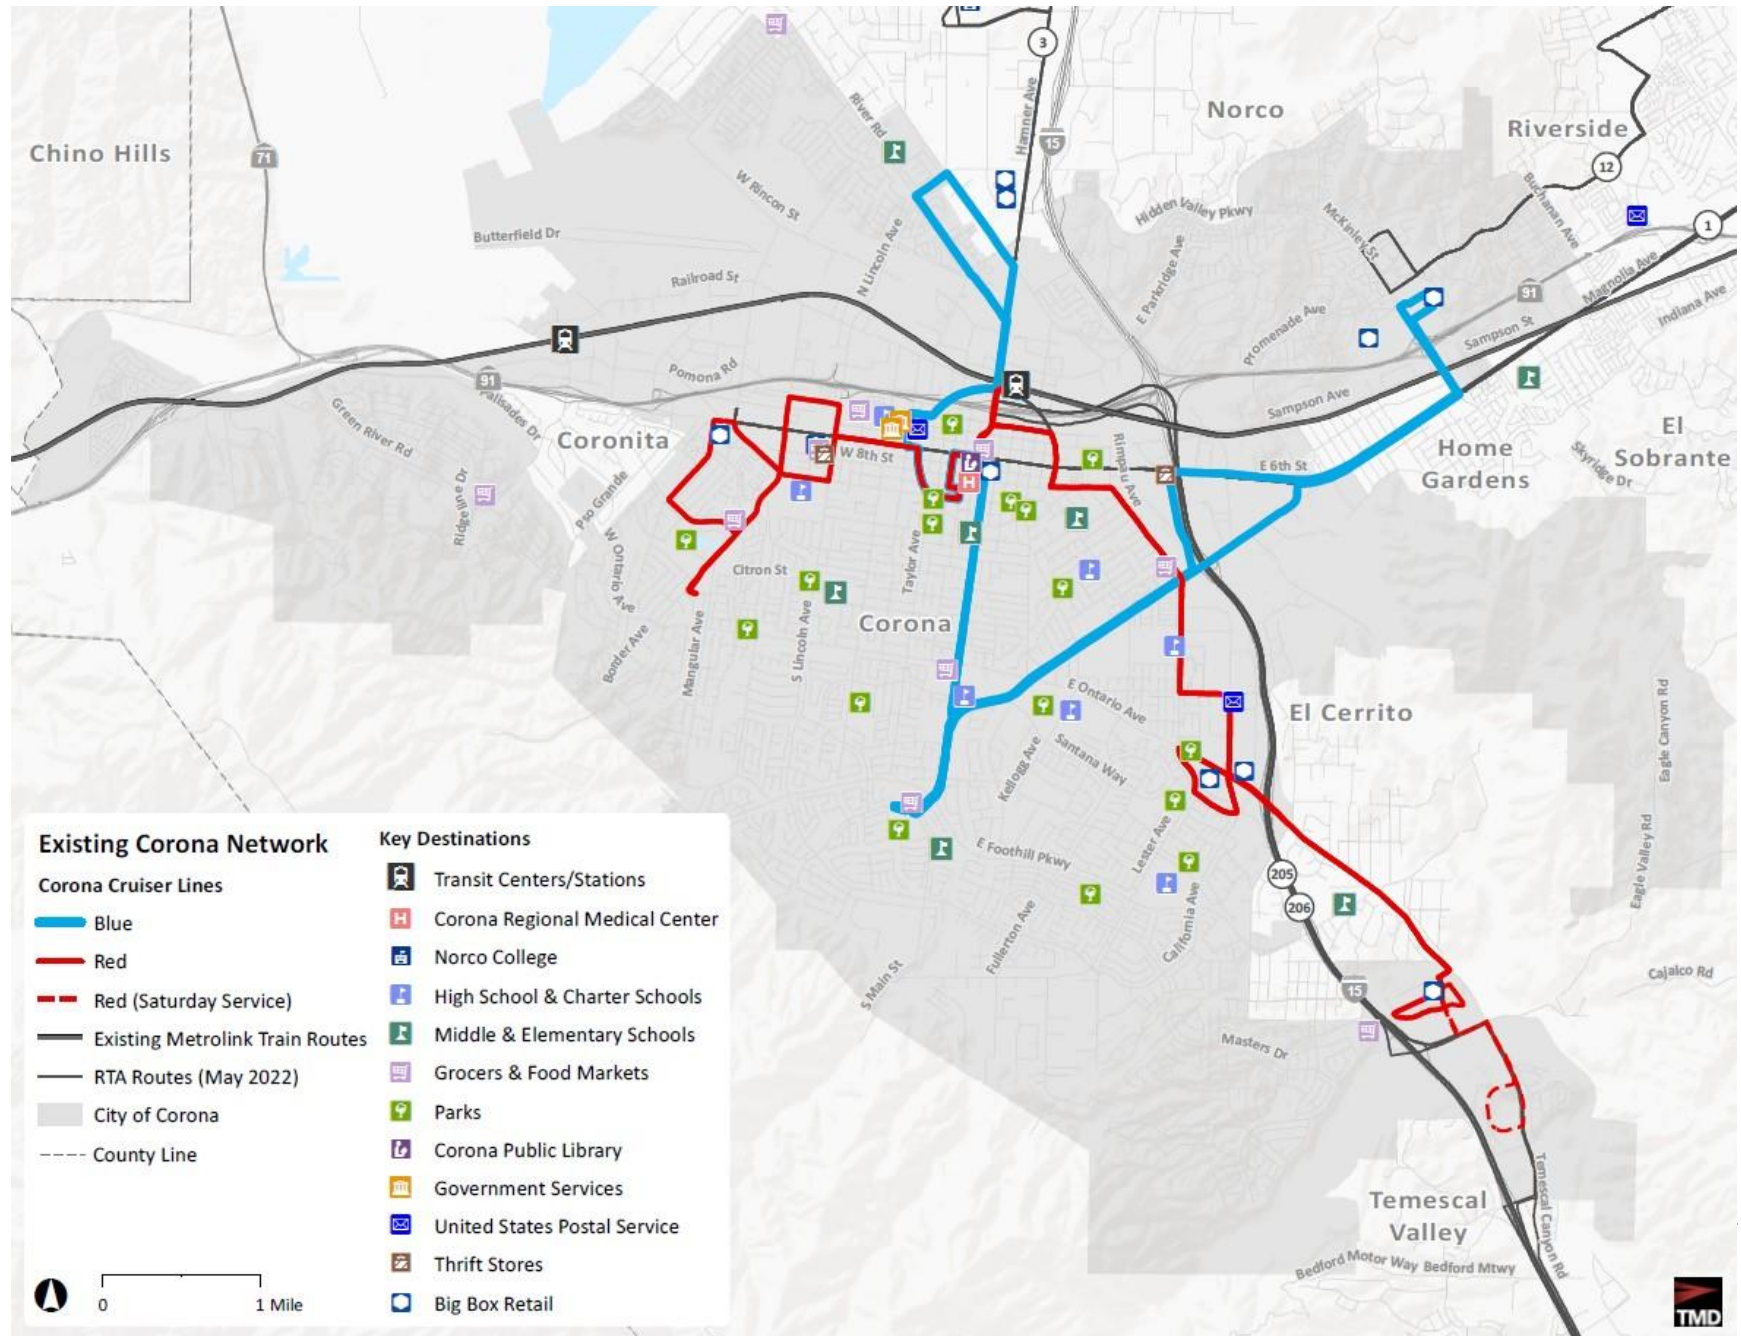 3
Norco
Riverside
Chino Hills
71
River Rd
Hamner Ave
15
12
W Rincon St
Hidden Valley Pkwy
McKinley St
Buchanan Ave
1
Butterfield Dr
N Lincoln Ave
E Parkridge Ave
Railroad St
Magnolia Ave
91
Indiana Ave
Promenade Ave
Sampson St
Pomona Rd
91
Palisades Dr
Green River Rd
Sampson Ave
Coronita
W 8th St
Rimpau Ave
E 6th St
Home
Gardens
El
Sobrante
Skyridge Dr
Ridgeline Dr
Pso Grande
H
W Ontario Ave
Citron St
Taylor Ave
Corona
Border Ave
Mangular Ave
S Lincoln Ave
E Ontario Ave
El Cerrito
Eagle Canyon Rd
Santana Way
Kellogg Ave
Lester Ave
E Foothill Pkwy
Eagle Valley Rd
205
206
California Ave
Fullerton Ave
S Main St
15
Cajalco Rd
Masters Dr
Temescal
Valley
Temescal Canyon Rd
Bedford Motor Way Bedford Mtwy
Existing Corona Network
Corona Cruiser Lines
Blue
Red
Red (Saturday Service)
Existing Metrolink Train Routes
RTA Routes (May 2022)
City of Corona
County Line
0
1 Mile
Key Destinations
Transit Centers/Stations
H
Corona Regional Medical Center
Norco College
High School & Charter Schools
Middle & Elementary Schools
Grocers & Food Markets
Parks
Corona Public Library
Government Services
United States Postal Service
Thrift Stores
Big Box Retail
TMD